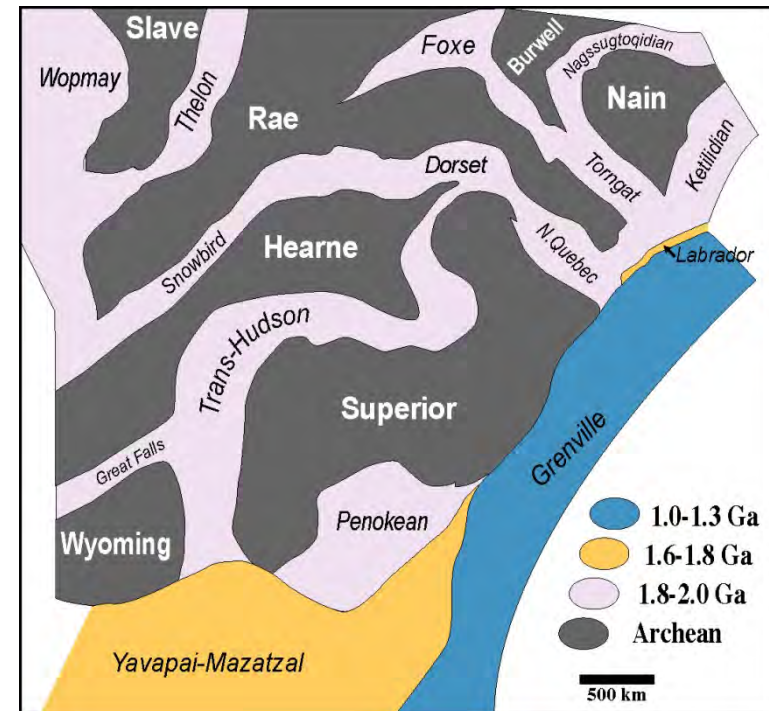 Slave
Wopmay
Thelon
Foxe
Burwell
Nagssugtoqidian
Nain
Rae
Dorset
Torngat
Ketilidian
Snowbird
Hearne
N.Quebec
Labrador
Trans-Hudson
Superior
Great Falls
Grenville
Penokean
Wyoming
Yavapai-Mazatzal
1.0-1.3 Ga
1.6-1.8 Ga
1.8-2.0 Ga
Archean
500 km